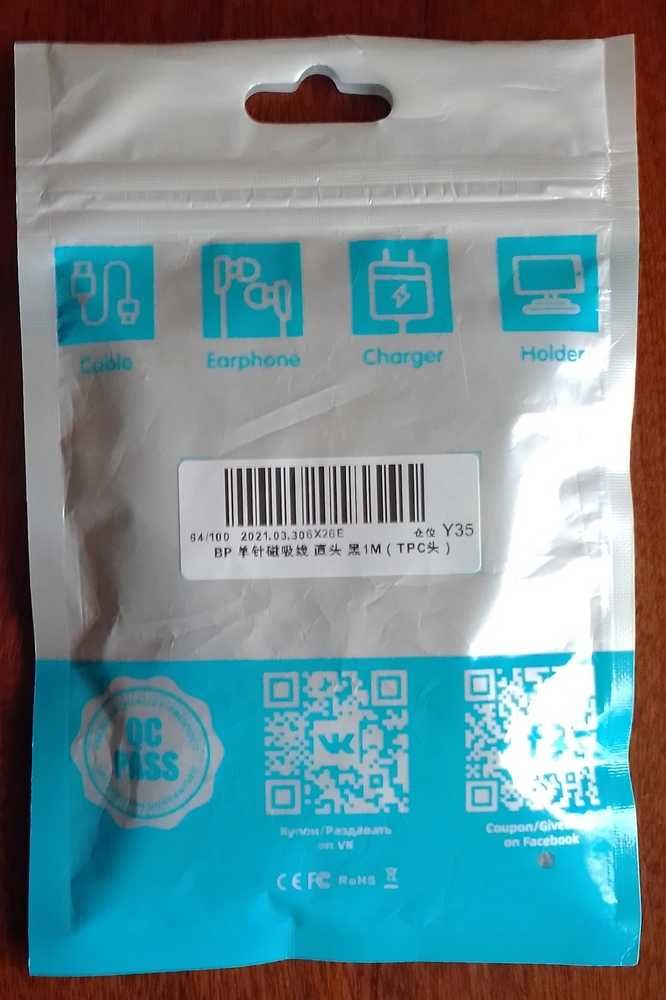 Cable
Earphone
Charger
Holder
64/100 2021.03.306X26E 仓位 Y35
BP 单针磁吸线 直头 黑1M ( TPC头 )
QC
PASS
Купон/Раздавать
on VK
Coupon/Give
on Facebook
CE FC RoHS